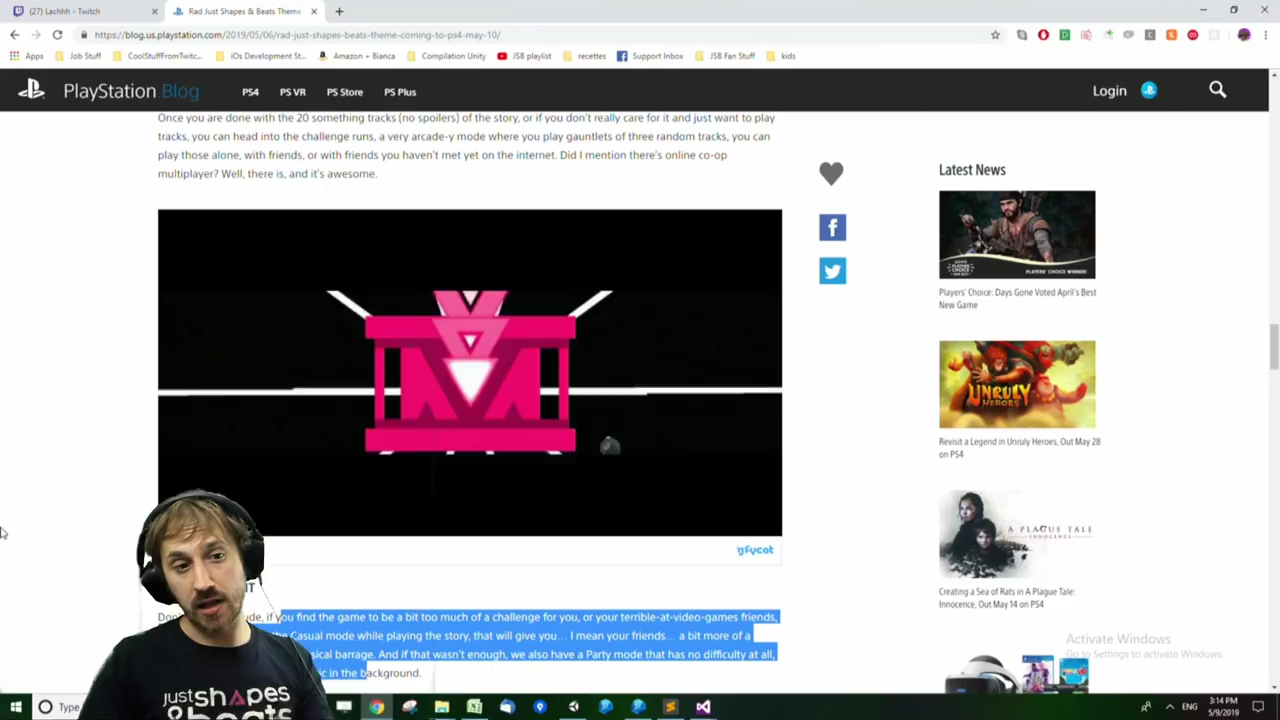 (27) Lachhh - Twitch
Rad Just Shapes & Beats Theme
https://blog.us.playstation.com/2019/05/06/rad-just-shapes-beats-theme-coming-to-ps4-may-10/
Apps Job Stuff CoolStuffFromTwitc... iOs Development St... Amazon + Bianca Compilation Unity JSB playlist recettes Support Inbox JSB Fan Stuff kids
PlayStation.Blog PS4 PS VR PS Store PS Plus Login
Once you are done with the 20 something tracks (no spoilers) of the story, or if you don't really care for it and just want to play
tracks, you can head into the challenge runs, a very arcade-y mode where you play gauntlets of three random tracks, you can
play those alone, with friends, or with friends you haven't met yet on the internet. Did I mention there's online co-op
multiplayer? Well, there is, and it's awesome.
gfycat
if you find the game to be a bit too much of a challenge for you, or your terrible-at-video-games friends,
Casual mode while playing the story, that will give you... I mean your friends... a bit more of a
barrage. And if that wasn't enough, we also have a Party mode that has no difficulty at all,
in the background.
Latest News
PLAYERS' CHOICE WINNER!
Players' Choice: Days Gone Voted April's Best
New Game
UNRULY
HEROES
Revisit a Legend in Unruly Heroes, Out May 28
on PS4
A PLAGUE TALE
INNOCENCE
Creating a Sea of Rats in A Plague Tale:
Innocence, Out May 14 on PS4
Activate Windows
Go to Settings to activate Windows.
just shapes
& beats
Type
ENG
3:14 PM
5/9/2019